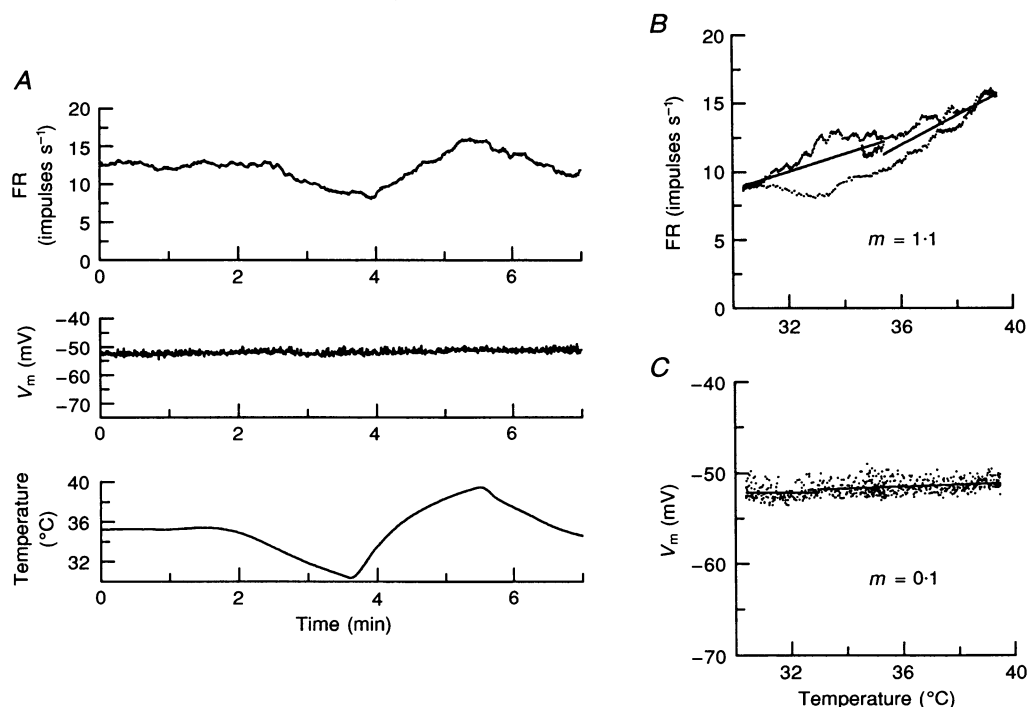 A
FR
(impulses s⁻¹)
20
15
10
5
0
0
2
4
6
Vm (mV)
−40
−50
−60
−70
0
2
4
6
Temperature
(°C)
40
36
32
0
2
4
6
Time (min)
B
FR (impulses s⁻¹)
20
15
10
5
0
m = 1·1
32
36
40
C
Vm (mV)
−40
−50
−60
−70
m = 0·1
32
36
40
Temperature (°C)